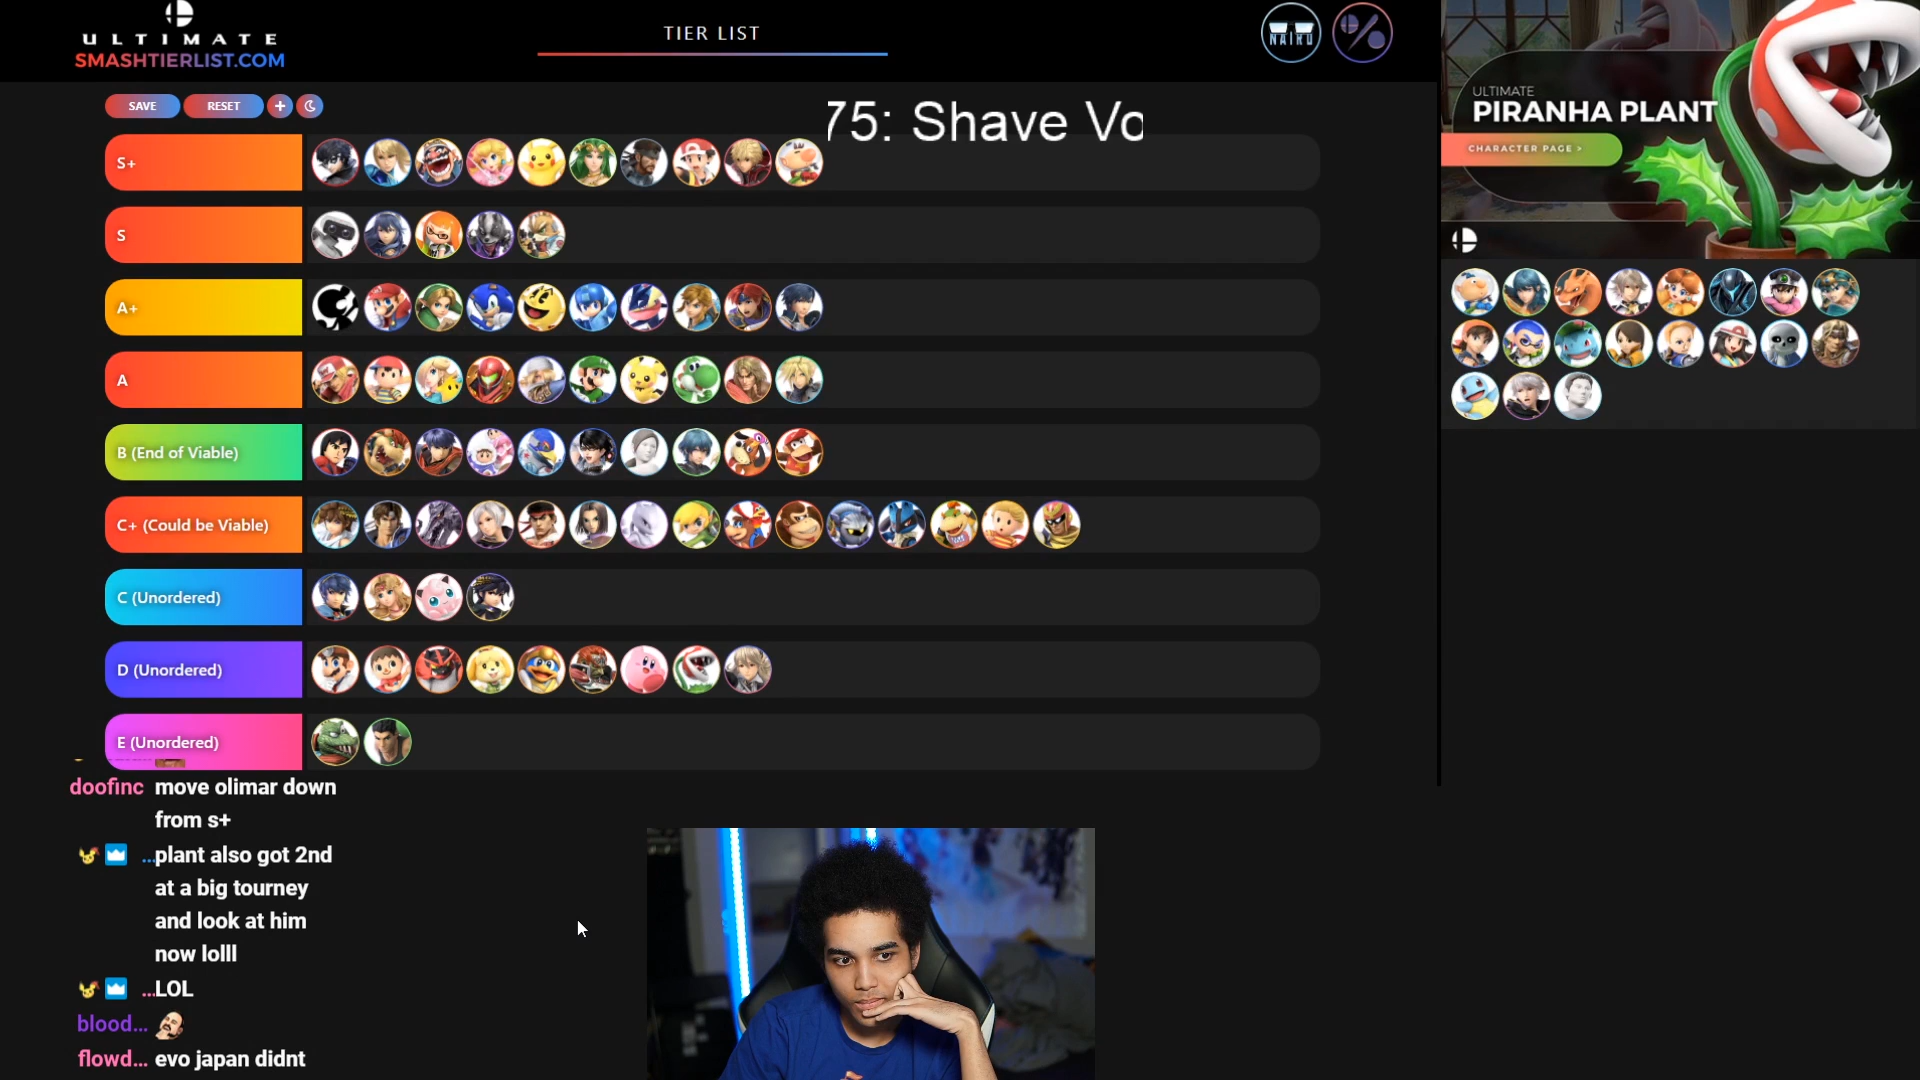 ULTIMATE
SMASHTIERLIST.COM
TIER LIST
NAIRO
SAVE
RESET
75: Shave Vo
S+
S
A+
A
B (End of Viable)
C+ (Could be Viable)
C (Unordered)
D (Unordered)
E (Unordered)
doofinc move olimar down
from s+
...plant also got 2nd
at a big tourney
and look at him
now lolll
...LOL
blood...
flowd... evo japan didnt
ULTIMATE
PIRANHA PLANT
CHARACTER PAGE >